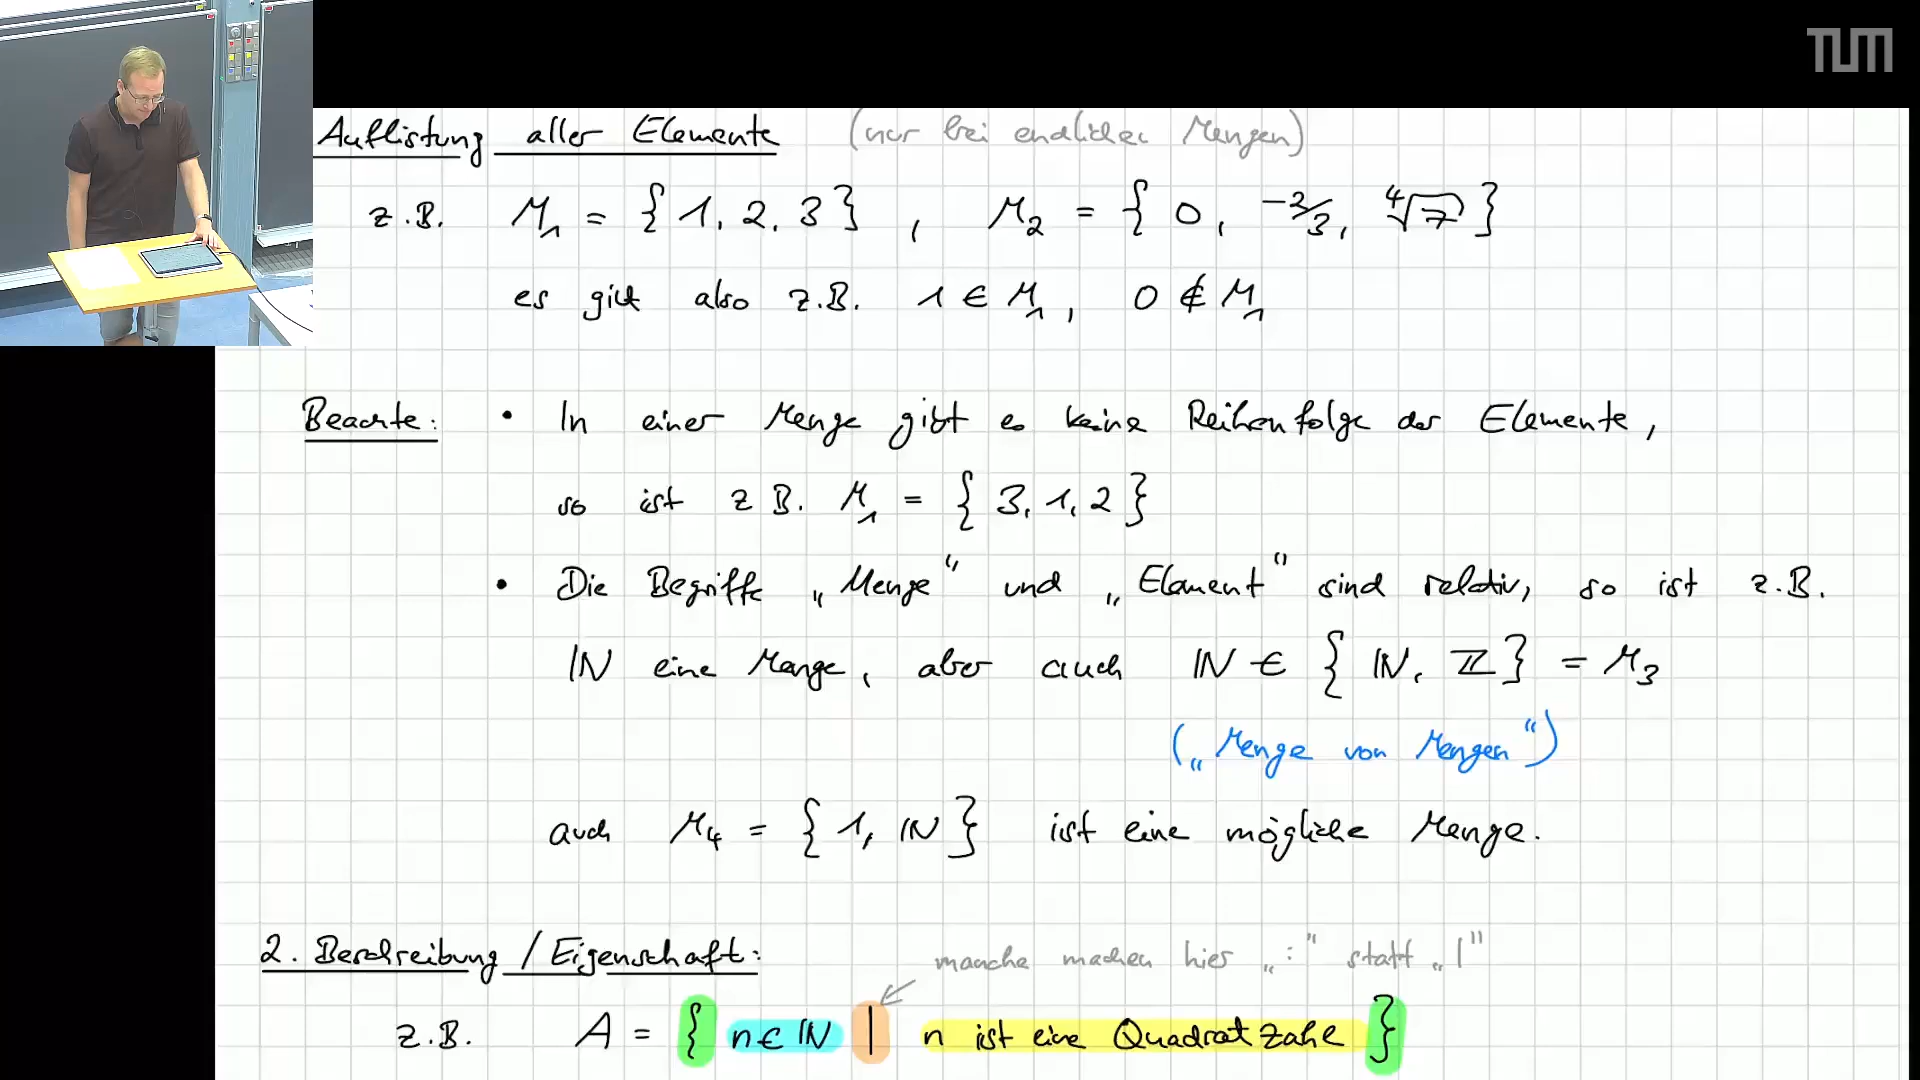 TUM
Auflistung aller Elemente (nur bei endlichen Mengen)
z.B. M₁ = { 1, 2, 3 } , M₂ = { 0, -2/3, ∜7 }
es gilt also z.B. 1 ∈ M₁, 0 ∉ M₁
Beachte: • In einer Menge gibt es keine Reihenfolge der Elemente,
so ist z B. M₁ = { 3, 1, 2 }
• Die Begriffe „Menge“ und „Element“ sind relativ, so ist z.B.
ℕ eine Menge, aber auch ℕ ∈ { ℕ, ℤ } = M₃
(„Menge von Mengen“)
auch M₄ = { 1, ℕ } ist eine mögliche Menge.
2. Beschreibung / Eigenschaft: manche machen hier „:“ statt „|“
z.B. A = { n ∈ ℕ | n ist eine Quadratzahl }